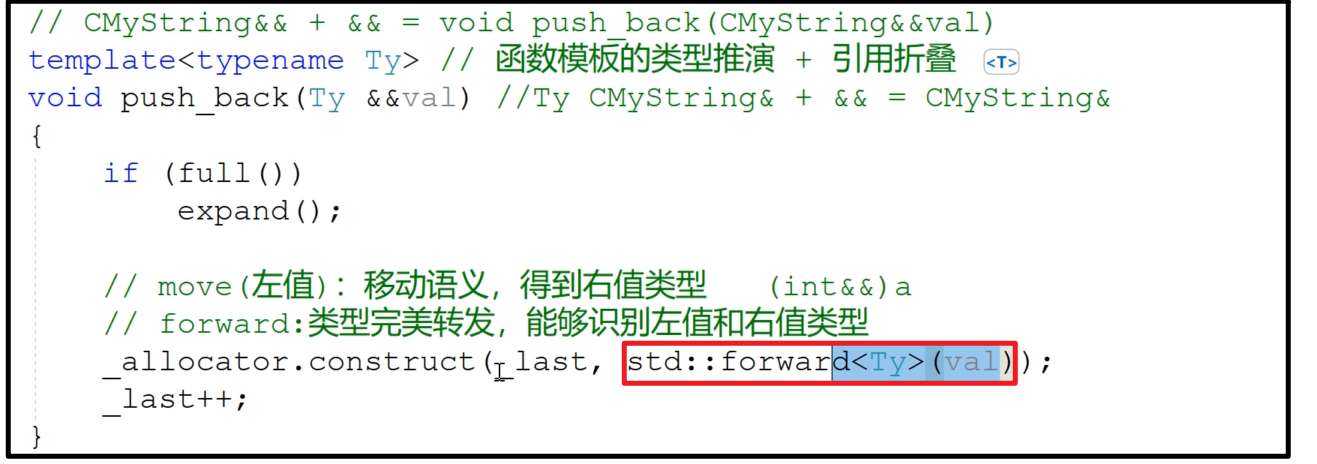 // CMyString&& + && = void push_back(CMyString&&val)
template<typename Ty> // 函数模板的类型推演 + 引用折叠 <T>
void push_back(Ty &&val) //Ty CMyString& + && = CMyString&
{
if (full())
expand();
// move(左值): 移动语义，得到右值类型 (int&&)a
// forward:类型完美转发，能够识别左值和右值类型
_allocator.construct(_last, std::forward<Ty>(val));
_last++;
}